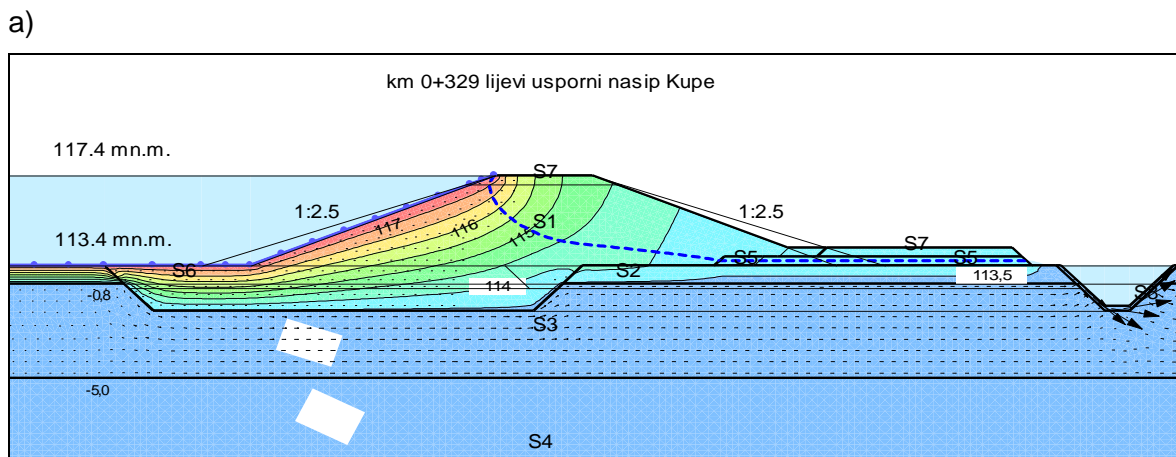 a)
km 0+329 lijevi usporni nasip Kupe
117.4 mn.m.
S7
1:2.5
117
116
S1
115
1:2.5
113.4 mn.m.
S7
S6
S2
S5
S5
114
113,5
-0,8
S3
-5,0
S4